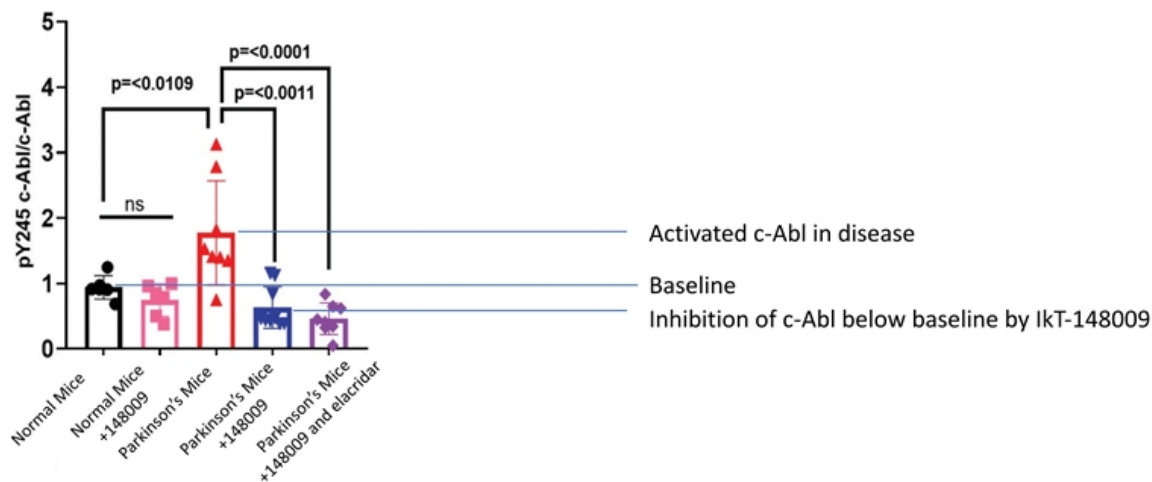 5
4
3
2
1
0
pY245 c-Abl/c-Abl
p=<0.0001
p=<0.0109
p=<0.0011
ns
Activated c-Abl in disease
Baseline
Inhibition of c-Abl below baseline by IkT-148009
Normal Mice
Normal Mice
+148009
Parkinson's Mice
Parkinson's Mice
+148009
Parkinson's Mice
+148009 and elacridar